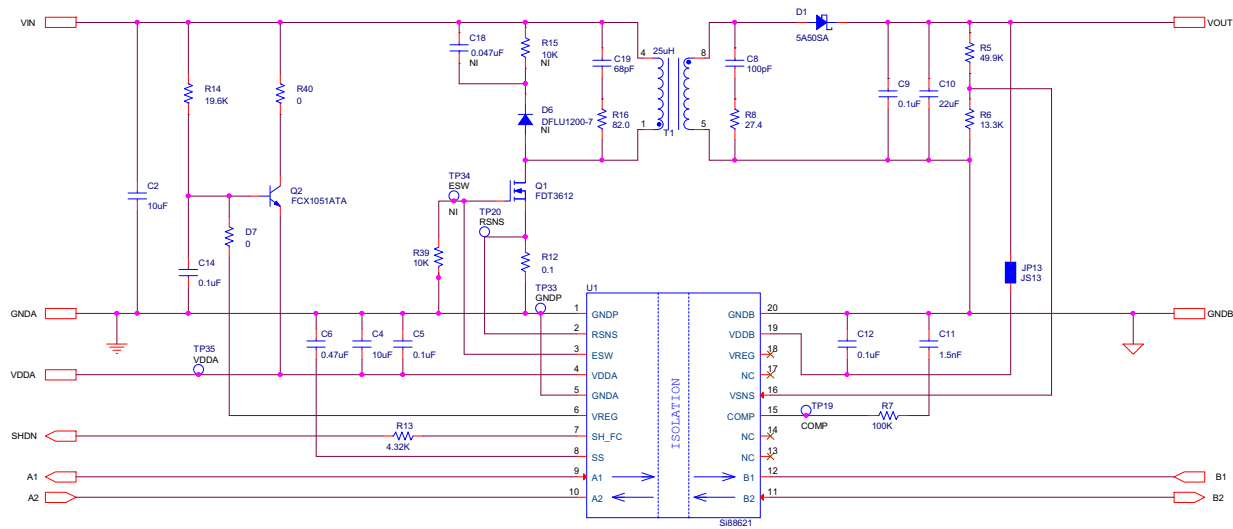 VIN
C18
0.047uF
NI
R15
10K
NI
C19
68pF
25uH
4
8
1
5
T1
D1
5A50SA
VOUT
C8
100pF
R5
49.9K
R14
19.6K
R40
0
D6
DFLU1200-7
NI
R16
82.0
R8
27.4
C9
0.1uF
C10
22uF
R6
13.3K
C2
10uF
Q2
FCX1051ATA
TP34
ESW
NI
Q1
FDT3612
TP20
RSNS
D7
0
R39
10K
R12
0.1
C14
0.1uF
JP13
JS13
TP33
GNDP
U1
GNDA
1
GNDP
GNDB
20
GNDB
C6
0.47uF
C4
10uF
C5
0.1uF
2
RSNS
VDDB
19
C12
0.1uF
C11
1.5nF
TP35
VDDA
3
ESW
VREG
18
VDDA
4
VDDA
NC
17
5
GNDA
VSNS
16
6
VREG
COMP
15
TP19
COMP
R7
100K
SHDN
R13
4.32K
7
SH_FC
NC
14
8
SS
NC
13
A1
9
A1
B1
12
B1
A2
10
A2
B2
11
B2
ISOLATION
Si88621